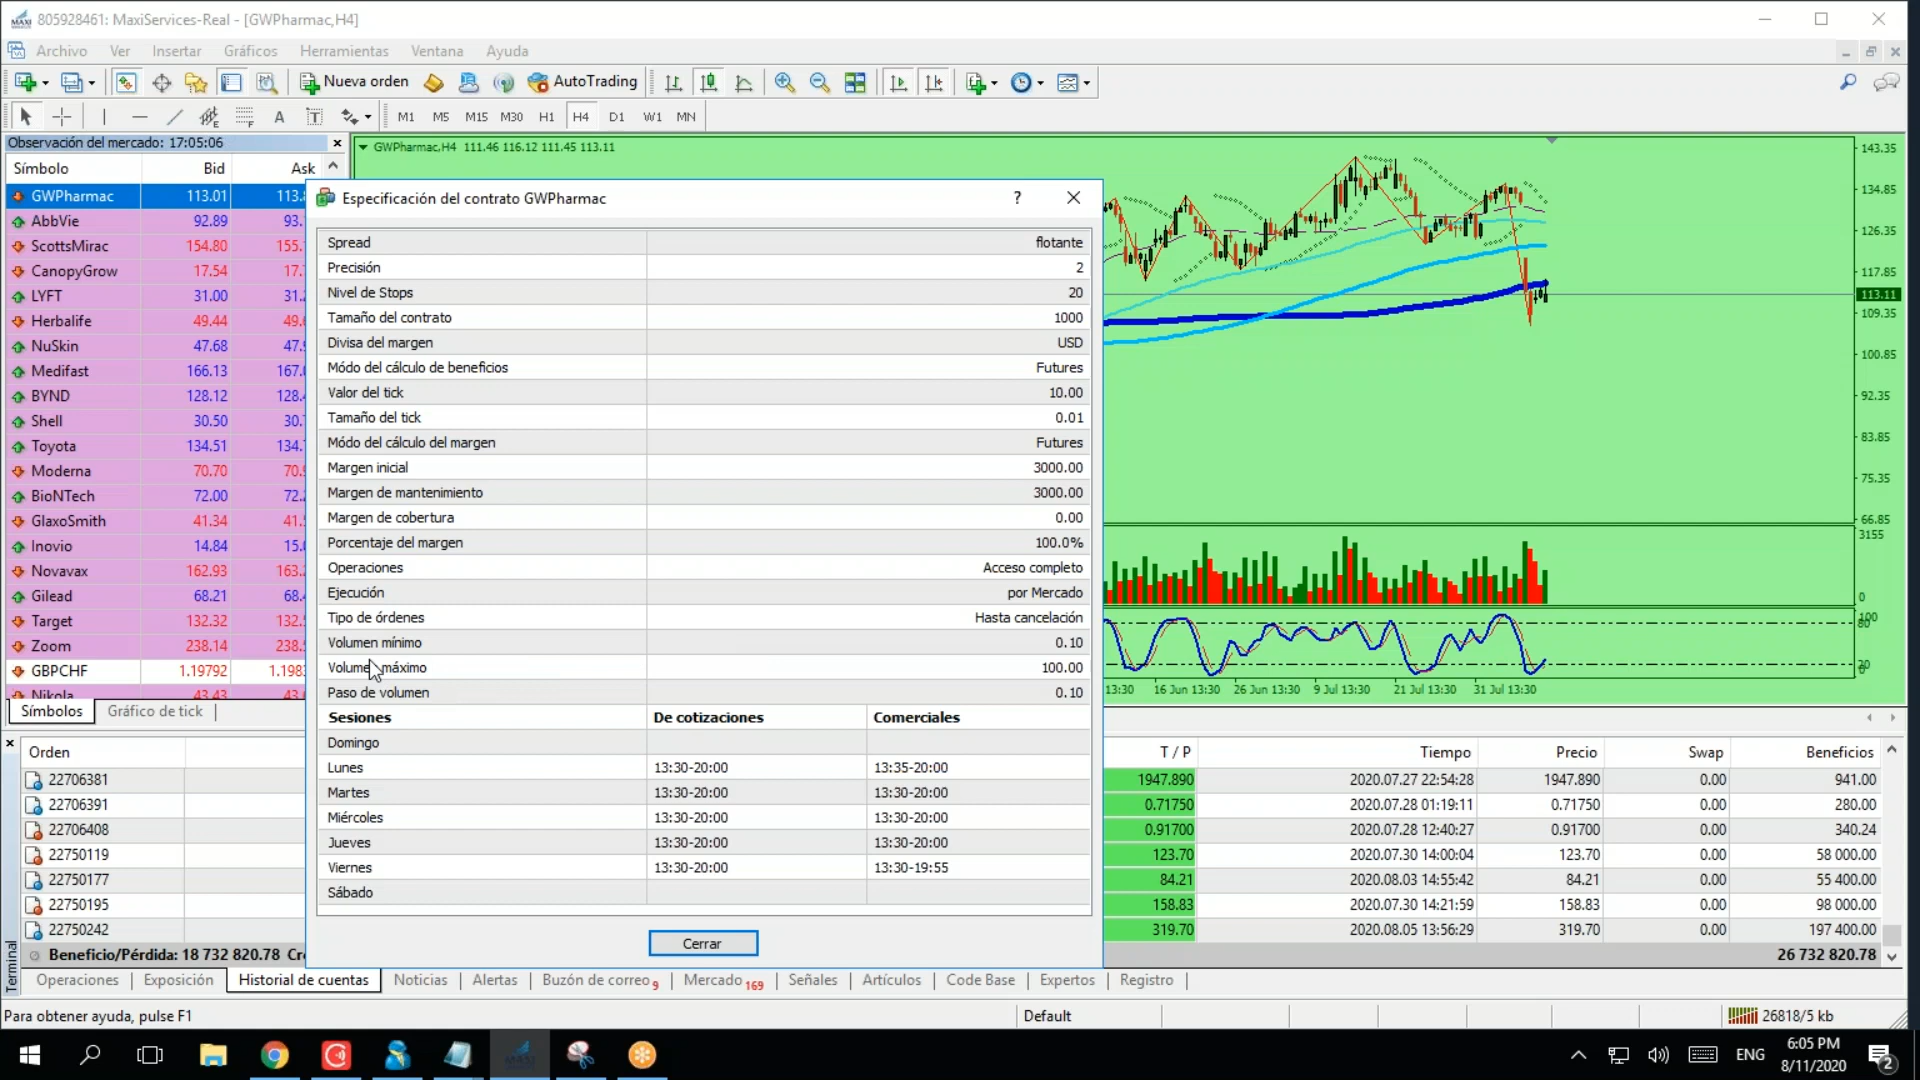 805928461: MaxiServices-Real - [GWPharmac,H4]
Archivo Ver Insertar Gráficos Herramientas Ventana Ayuda
Nueva orden AutoTrading
M1 M5 M15 M30 H1 H4 D1 W1 MN
Observación del mercado: 17:05:06
Símbolo Bid Ask
GWPharmac 113.01
AbbVie 92.89
ScottsMirac 154.80
CanopyGrow 17.54
LYFT 31.00
Herbalife 49.44
NuSkin 47.68
Medifast 166.13
BYND 128.12
Shell 30.50
Toyota 134.51
Moderna 70.70
BioNTech 72.00
GlaxoSmith 41.34
Inovio 14.84
Novavax 162.93
Gilead 68.21
Target 132.32
Zoom 238.14
GBPCHF 1.19792
Nikola 43.43
Símbolos Gráfico de tick
GWPharmac,H4 111.46 116.12 111.45 113.11
143.35
134.85
126.35
117.85
113.11
109.35
100.85
92.35
83.85
75.35
66.85
3155
0
100
80
20
13:30 16 Jun 13:30 26 Jun 13:30 9 Jul 13:30 21 Jul 13:30 31 Jul 13:30
Especificación del contrato GWPharmac
Spread flotante
Precisión 2
Nivel de Stops 20
Tamaño del contrato 1000
Divisa del margen USD
Módo del cálculo de beneficios Futures
Valor del tick 10.00
Tamaño del tick 0.01
Módo del cálculo del margen Futures
Margen inicial 3000.00
Margen de mantenimiento 3000.00
Margen de cobertura 0.00
Porcentaje del margen 100.0%
Operaciones Acceso completo
Ejecución por Mercado
Tipo de órdenes Hasta cancelación
Volumen mínimo 0.10
Volumen máximo 100.00
Paso de volumen 0.10
Sesiones De cotizaciones Comerciales
Domingo
Lunes 13:30-20:00 13:35-20:00
Martes 13:30-20:00 13:30-20:00
Miércoles 13:30-20:00 13:30-20:00
Jueves 13:30-20:00 13:30-20:00
Viernes 13:30-20:00 13:30-19:55
Sábado
Cerrar
Orden T / P Tiempo Precio Swap Beneficios
22706381 1947.890 2020.07.27 22:54:28 1947.890 0.00 941.00
22706391 0.71750 2020.07.28 01:19:11 0.71750 0.00 280.00
22706408 0.91700 2020.07.28 12:40:27 0.91700 0.00 340.24
22750119 123.70 2020.07.30 14:00:04 123.70 0.00 58 000.00
22750177 84.21 2020.08.03 14:55:42 84.21 0.00 55 400.00
22750195 158.83 2020.07.30 14:21:59 158.83 0.00 98 000.00
22750242 319.70 2020.08.05 13:56:29 319.70 0.00 197 400.00
Beneficio/Pérdida: 18 732 820.78 26 732 820.78
Terminal
Operaciones Exposición Historial de cuentas Noticias Alertas Buzón de correo 9 Mercado 169 Señales Artículos Code Base Expertos Registro
Para obtener ayuda, pulse F1 Default 26818/5 kb
ENG 6:05 PM
8/11/2020
2